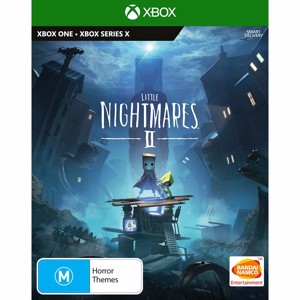 XBOX
XBOX ONE • XBOX SERIES X
SMART
DELIVERY
LITTLE
NIGHTMARES
II
M
Horror
Themes
BANDAI
NAMCO
Entertainment